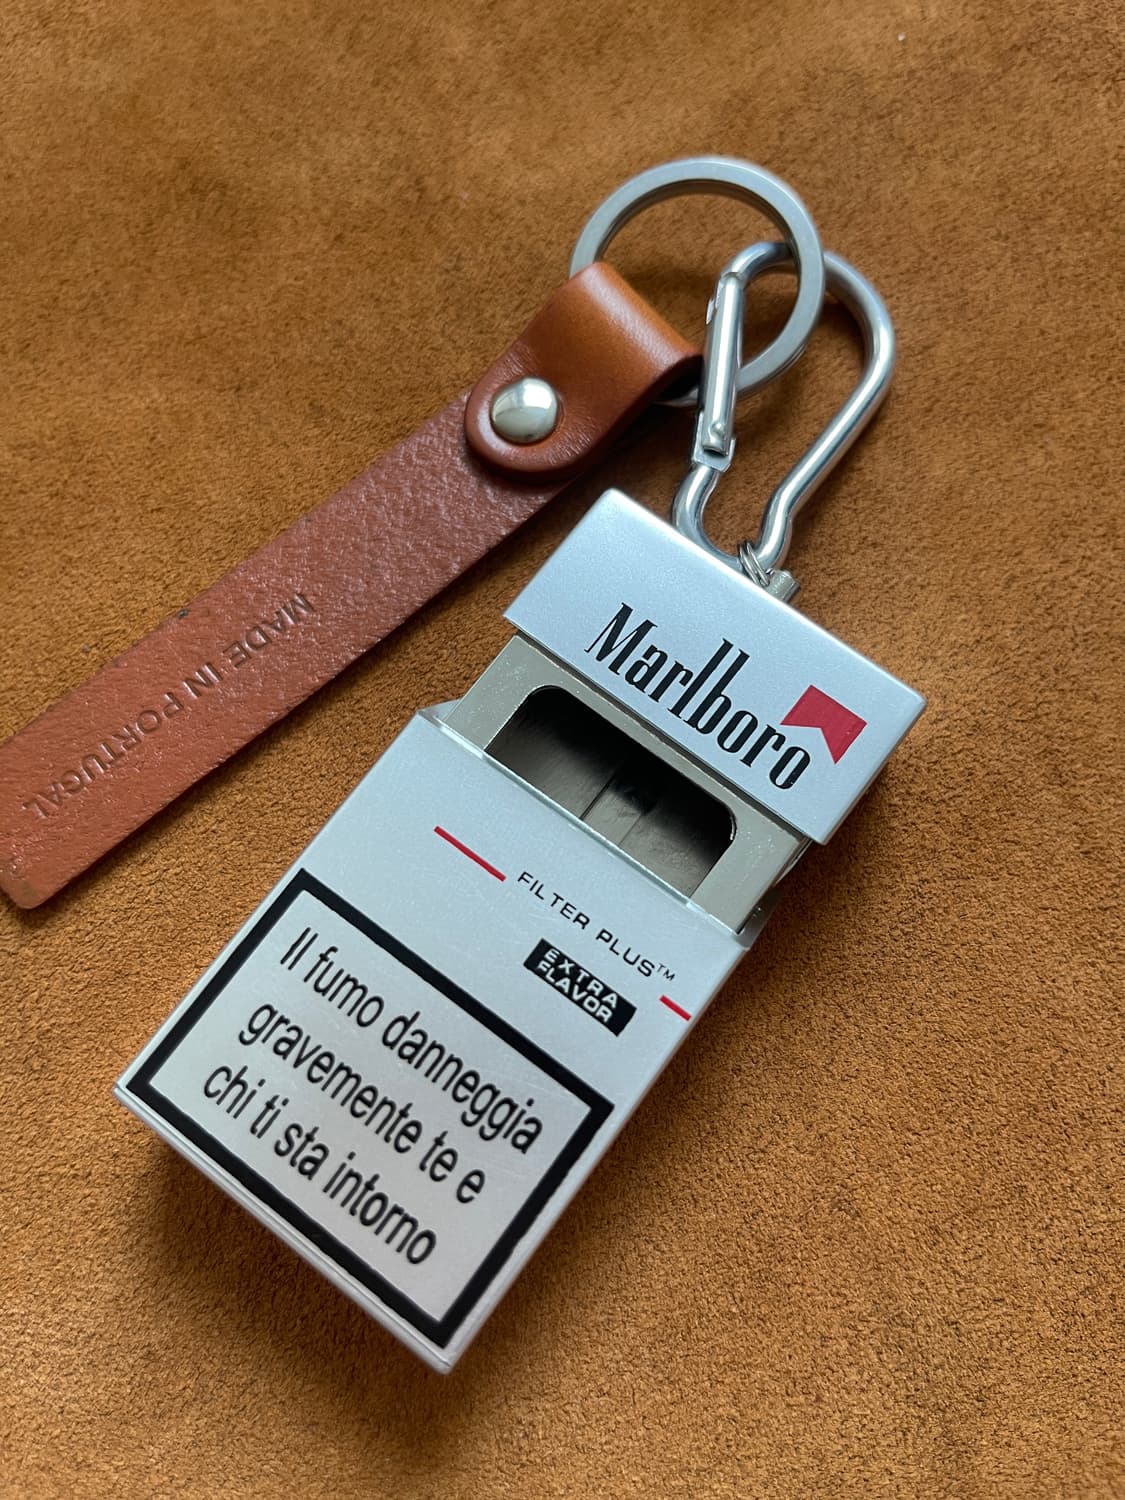 MADE IN PORTUGAL
Marlboro
FILTER PLUS™
EXTRA
FLAVOR
Il fumo danneggia
gravemente te e
chi ti sta intorno